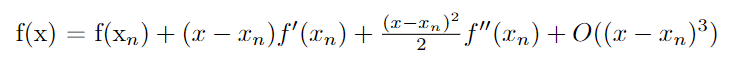 f(x) = f(xₙ) + (x − xₙ)f′(xₙ) + (x−xₙ)²/2 f″(xₙ) + O((x − xₙ)³)